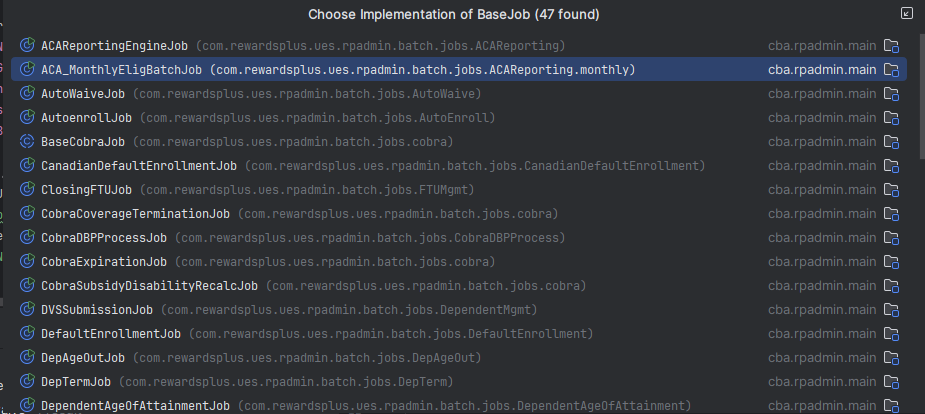 Choose Implementation of BaseJob (47 found)
ACAReportingEngineJob (com.rewardsplus.ues.rpadmin.batch.jobs.ACAReporting) cba.rpadmin.main
ACA_MonthlyEligBatchJob (com.rewardsplus.ues.rpadmin.batch.jobs.ACAReporting.monthly) cba.rpadmin.main
AutoWaiveJob (com.rewardsplus.ues.rpadmin.batch.jobs.AutoWaive) cba.rpadmin.main
AutoenrollJob (com.rewardsplus.ues.rpadmin.batch.jobs.AutoEnroll) cba.rpadmin.main
BaseCobraJob (com.rewardsplus.ues.rpadmin.batch.jobs.cobra) cba.rpadmin.main
CanadianDefaultEnrollmentJob (com.rewardsplus.ues.rpadmin.batch.jobs.CanadianDefaultEnrollment) cba.rpadmin.main
ClosingFTUJob (com.rewardsplus.ues.rpadmin.batch.jobs.FTUMgmt) cba.rpadmin.main
CobraCoverageTerminationJob (com.rewardsplus.ues.rpadmin.batch.jobs.cobra) cba.rpadmin.main
CobraDBPProcessJob (com.rewardsplus.ues.rpadmin.batch.jobs.CobraDBPProcess) cba.rpadmin.main
CobraExpirationJob (com.rewardsplus.ues.rpadmin.batch.jobs.cobra) cba.rpadmin.main
CobraSubsidyDisabilityRecalcJob (com.rewardsplus.ues.rpadmin.batch.jobs.cobra) cba.rpadmin.main
DVSSubmissionJob (com.rewardsplus.ues.rpadmin.batch.jobs.DependentMgmt) cba.rpadmin.main
DefaultEnrollmentJob (com.rewardsplus.ues.rpadmin.batch.jobs.DefaultEnrollment) cba.rpadmin.main
DepAgeOutJob (com.rewardsplus.ues.rpadmin.batch.jobs.DepAgeOut) cba.rpadmin.main
DepTermJob (com.rewardsplus.ues.rpadmin.batch.jobs.DepTerm) cba.rpadmin.main
DependentAgeOfAttainmentJob (com.rewardsplus.ues.rpadmin.batch.jobs.DependentAgeOfAttainment) cba.rpadmin.main